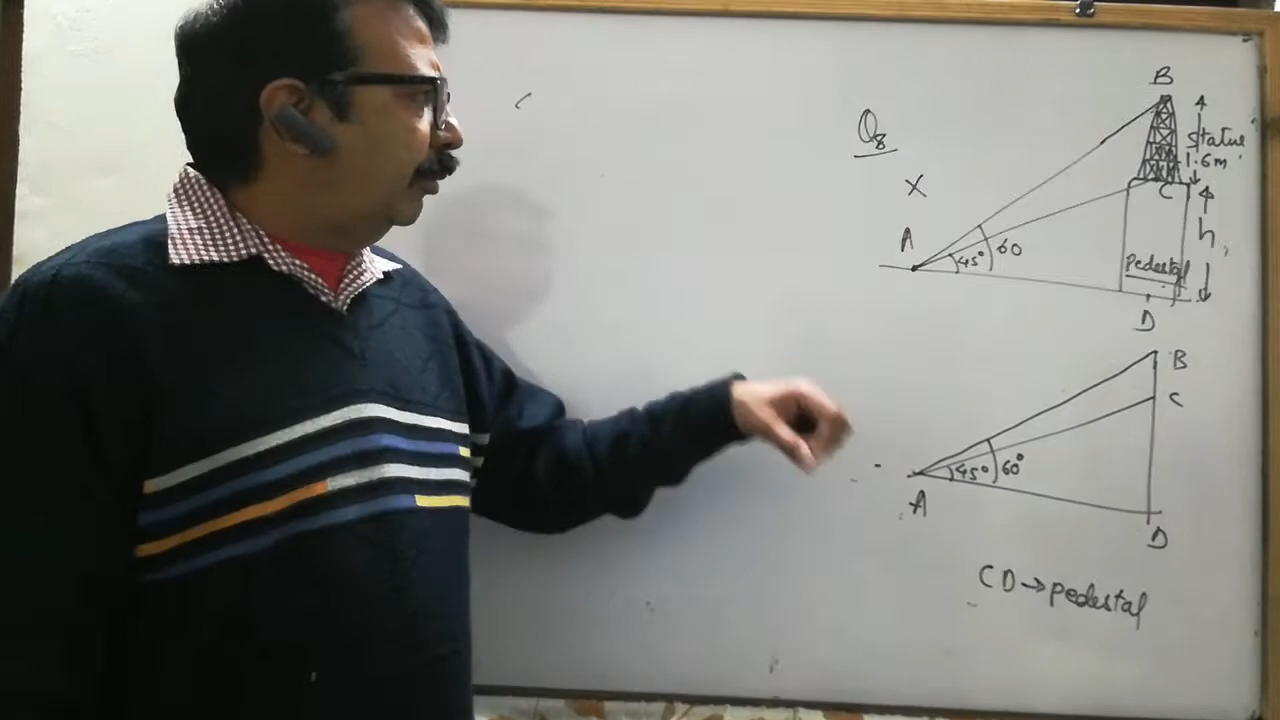 Q8
X
B
Statue
1.6m
C
h
A
45° 60
Pedestal
D
B
C
45° 60°
A
D
CD→pedestal